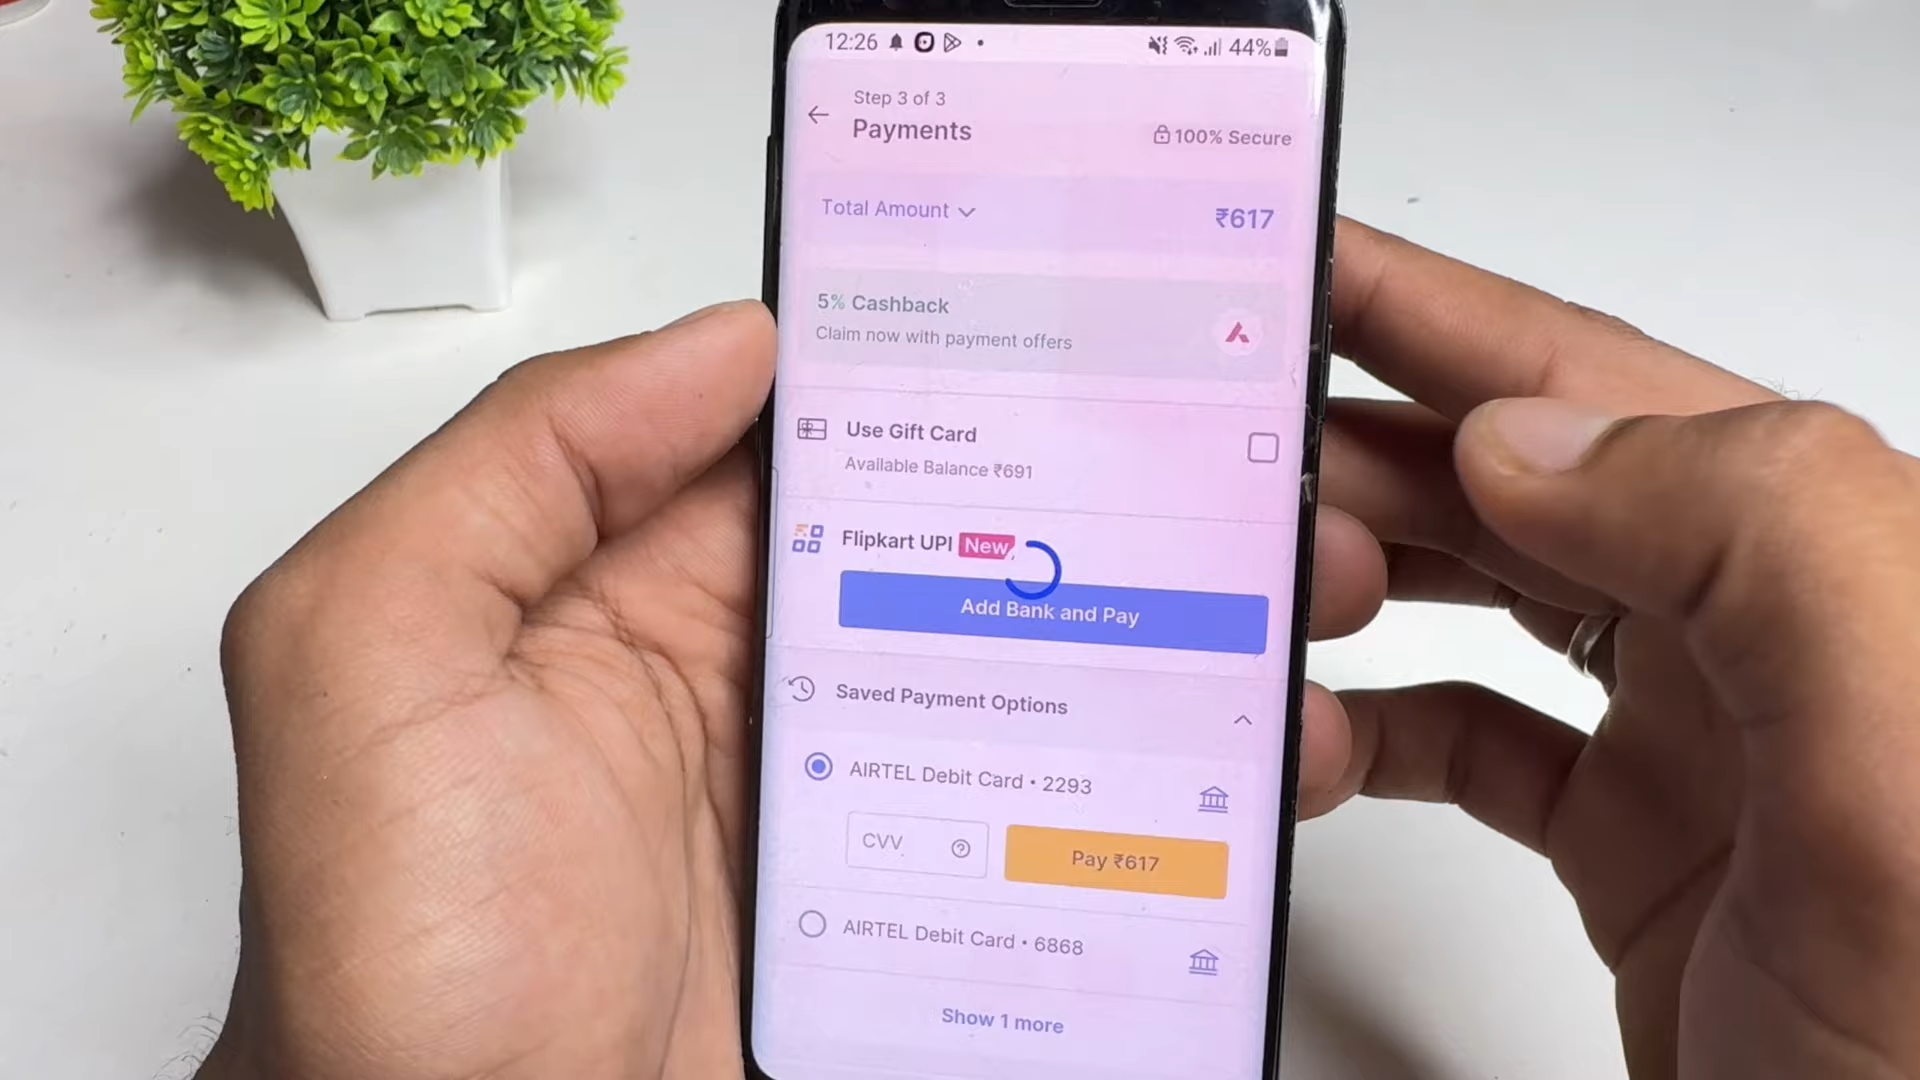 12:26 44%
Step 3 of 3
Payments
100% Secure
Total Amount ₹617
5% Cashback
Claim now with payment offers
Use Gift Card
Available Balance ₹691
Flipkart UPI New
Add Bank and Pay
Saved Payment Options
AIRTEL Debit Card • 2293
CVV Pay ₹617
AIRTEL Debit Card • 6868
Show 1 more